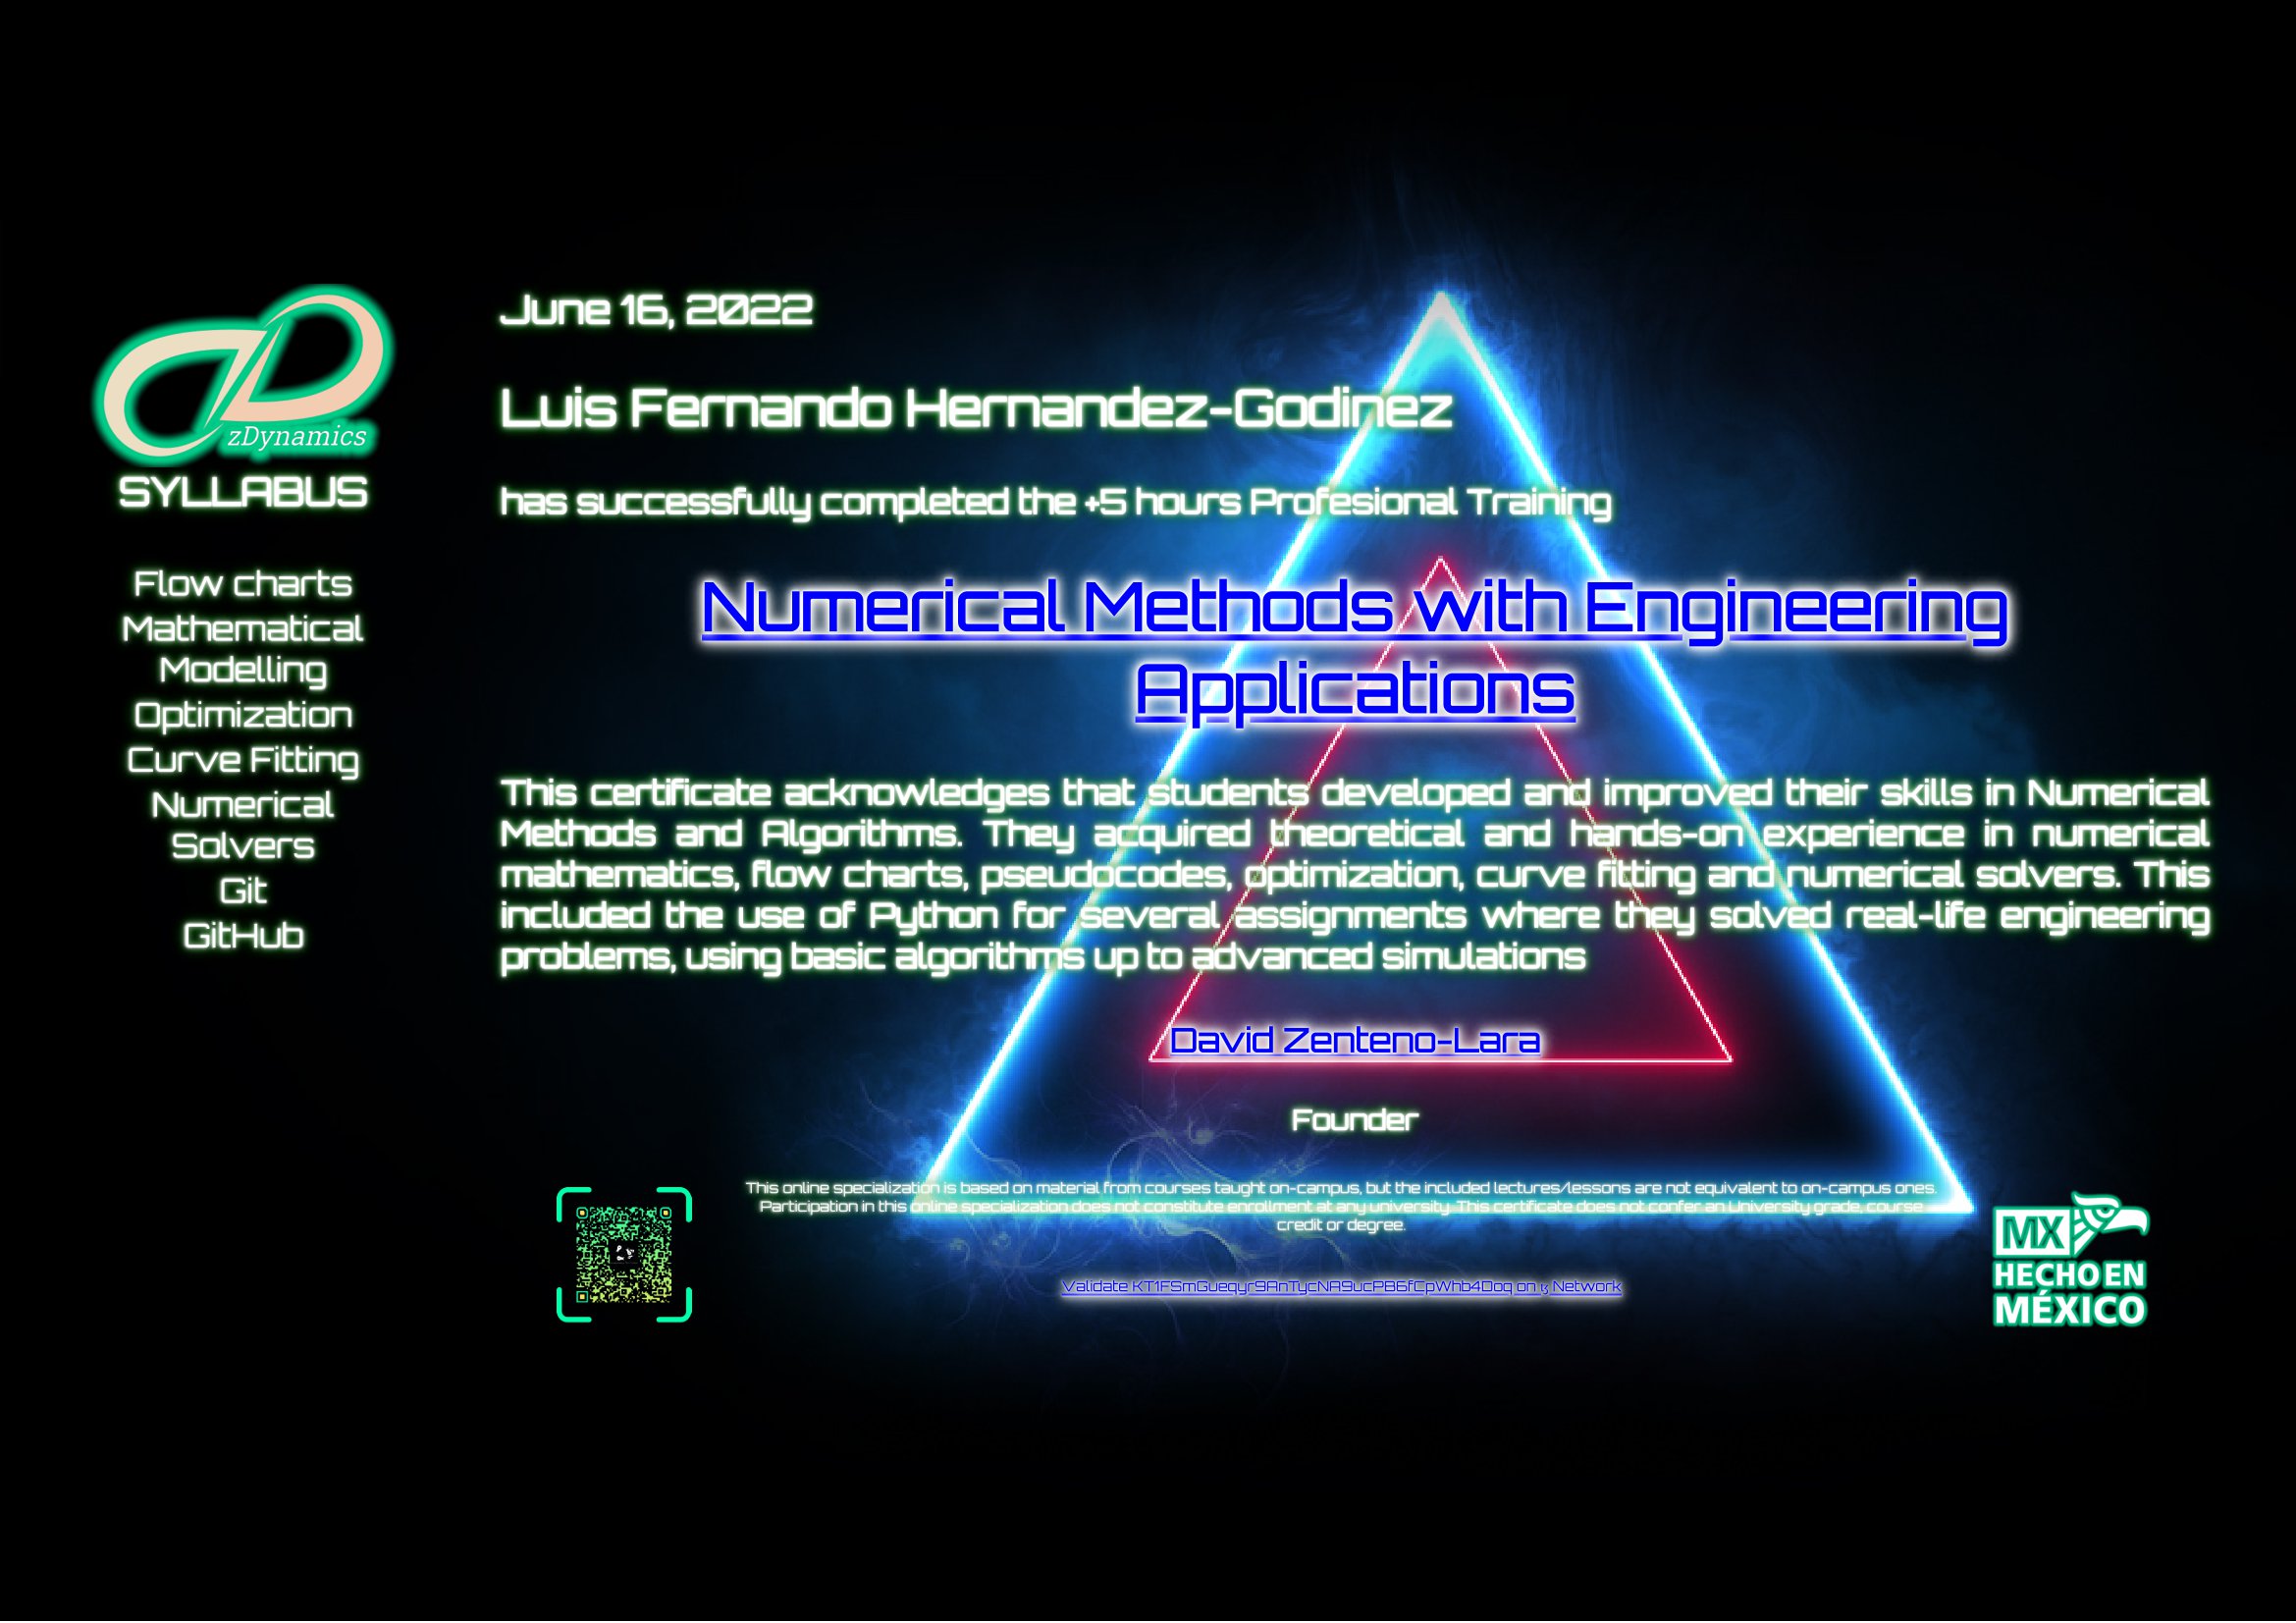 zDynamics
SYLLABUS
Flow charts
Mathematical
Modelling
Optimization
Curve Fitting
Numerical
Solvers
Git
GitHub
June 16, 2022
Luis Fernando Hernandez-Godinez
has successfully completed the +5 hours Profesional Training
Numerical Methods with Engineering
Applications
This certificate acknowledges that students developed and improved their skills in Numerical
Methods and Algorithms. They acquired theoretical and hands-on experience in numerical
mathematics, flow charts, pseudocodes, optimization, curve fitting and numerical solvers. This
included the use of Python for several assignments where they solved real-life engineering
problems, using basic algorithms up to advanced simulations
David Zenteno-Lara
Founder
This online specialization is based on material from courses taught on-campus, but the included lectures/lessons are not equivalent to on-campus ones.
Participation in this online specialization does not constitute enrollment at any university. This certificate does not confer an University grade, course
credit or degree.
Validate on Network
MX
HECHO EN
MÉXICO